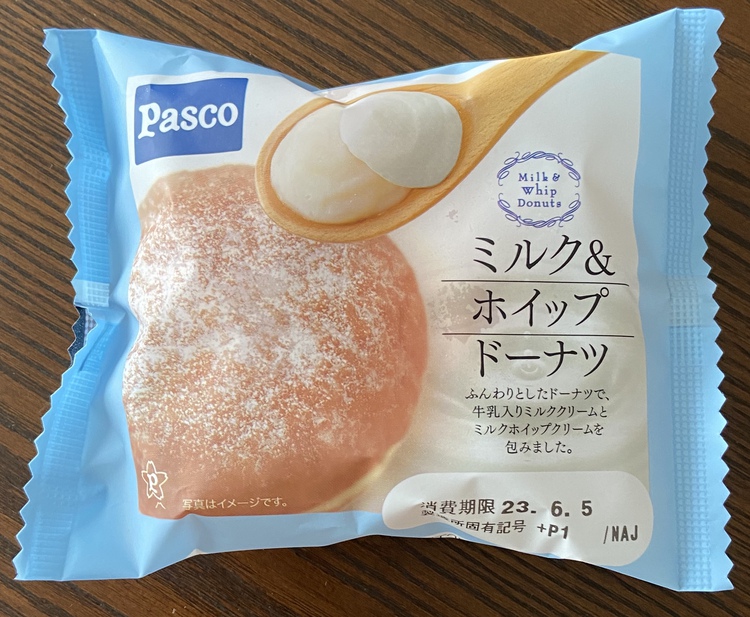 Pasco
Milk &
Whip
Donuts
ミルク&
ホイップ
ドーナツ
ふんわりとしたドーナツで、
牛乳入りミルククリームと
ミルクホイップクリームを
包みました。
P
写真はイメージです。
消費期限 23. 6. 5
所固有記号 +P1 /NAJ